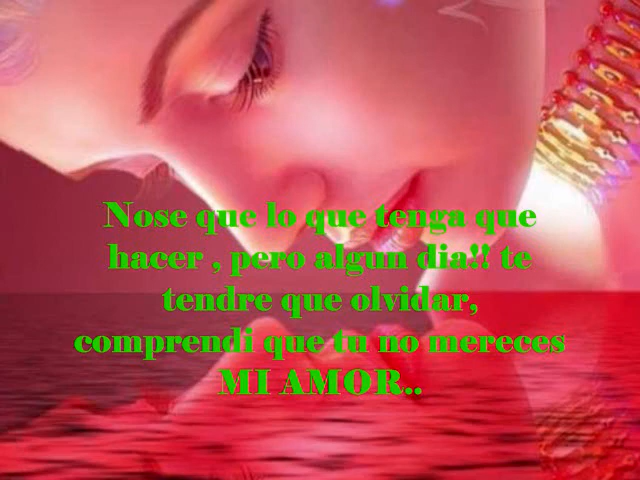 Nose que lo que tenga que
hacer , pero algun dia!! te
tendre que olvidar,
comprendi que tu no mereces
MI AMOR..